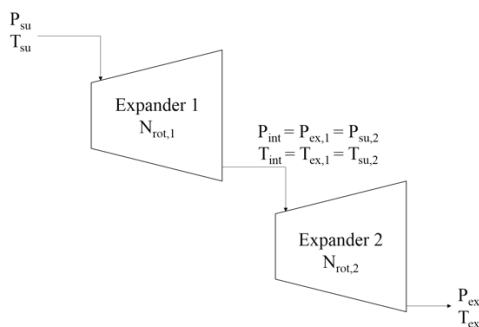 P_su
T_su
Expander 1
N_rot,1
P_int = P_ex,1 = P_su,2
T_int = T_ex,1 = T_su,2
Expander 2
N_rot,2
P_ex
T_ex